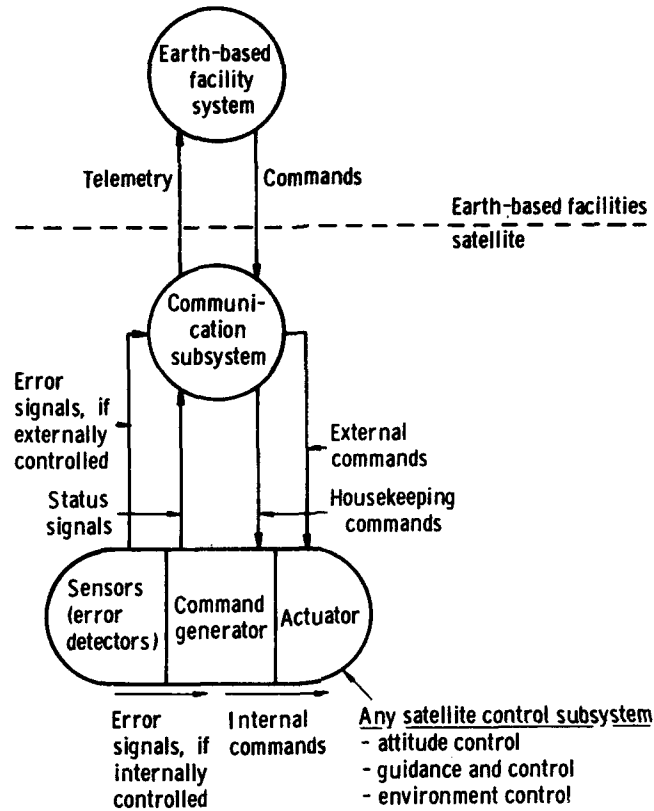 Earth-based
facility
system
Telemetry
Commands
Earth-based facilities
satellite
Communi-
cation
subsystem
Error
signals, if
externally
controlled
External
commands
Status
signals
Housekeeping
commands
Sensors
(error
detectors)
Command
generator
Actuator
Error
signals, if
internally
controlled
Internal
commands
Any satellite control subsystem
- attitude control
- guidance and control
- environment control